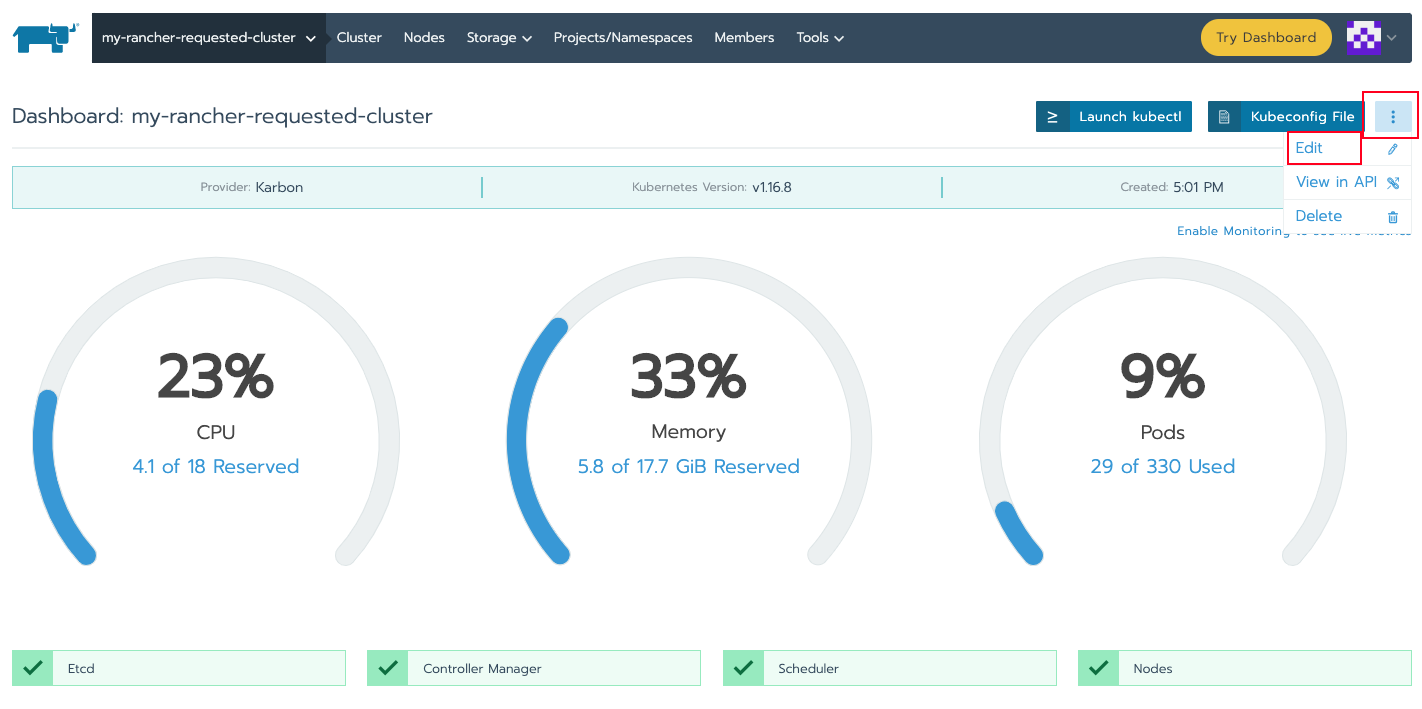 my-rancher-requested-cluster Cluster Nodes Storage Projects/Namespaces Members Tools Try Dashboard
Dashboard: my-rancher-requested-cluster
Launch kubectl Kubeconfig File
Edit
Provider: Karbon Kubernetes Version: v1.16.8 Created: 5:01 PM
View in API
Delete
Enable Monitoring
23% 33% 9%
CPU Memory Pods
4.1 of 18 Reserved 5.8 of 17.7 GiB Reserved 29 of 330 Used
Etcd Controller Manager Scheduler Nodes